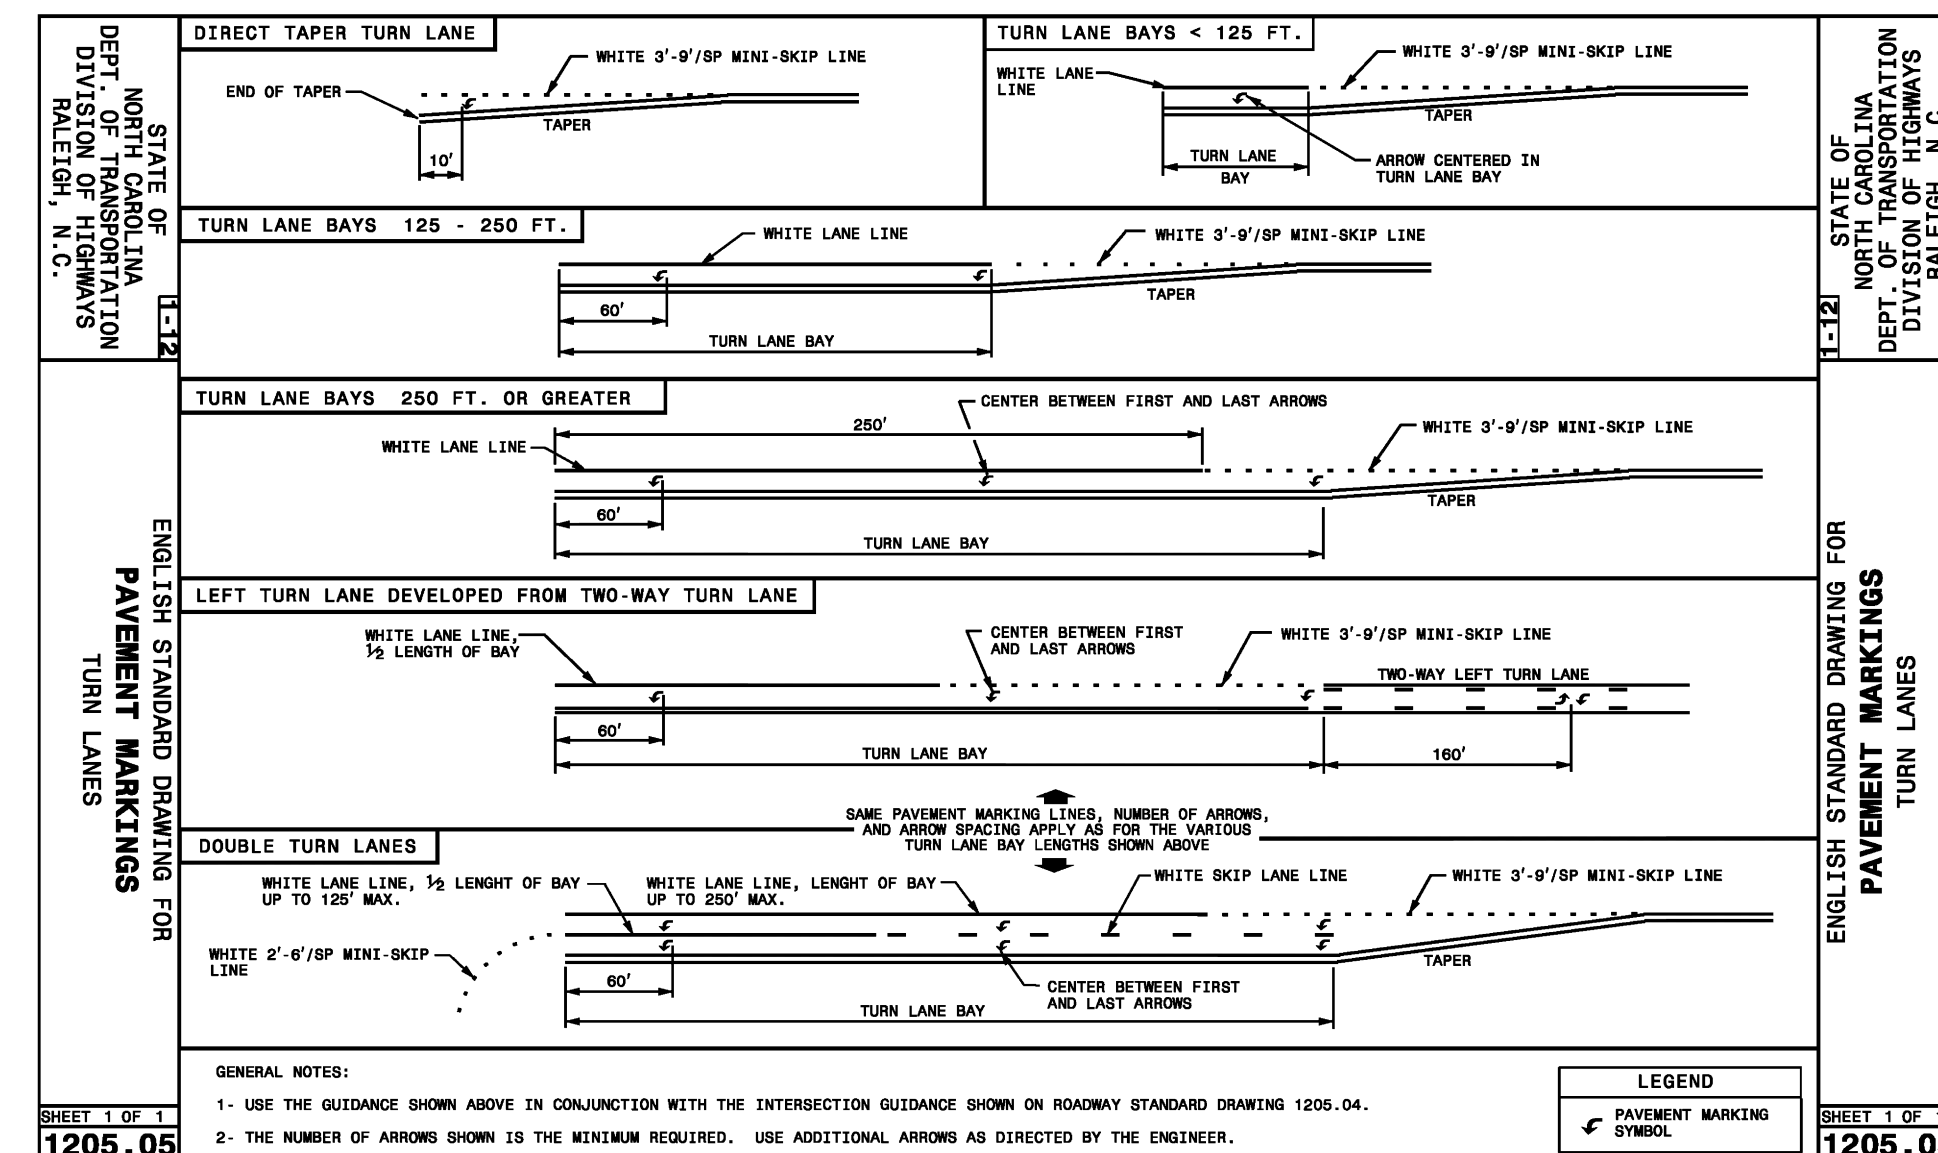 STATE OF
NORTH CAROLINA
DEPT. OF TRANSPORTATION
DIVISION OF HIGHWAYS
RALEIGH, N.C.
1-12
ENGLISH STANDARD DRAWING FOR
PAVEMENT MARKINGS
TURN LANES
SHEET 1 OF 1
1205.05
DIRECT TAPER TURN LANE
WHITE 3'-9'/SP MINI-SKIP LINE
END OF TAPER
TAPER
10'
TURN LANE BAYS < 125 FT.
WHITE 3'-9'/SP MINI-SKIP LINE
WHITE LANE
LINE
TAPER
TURN LANE
BAY
ARROW CENTERED IN
TURN LANE BAY
TURN LANE BAYS 125 - 250 FT.
WHITE LANE LINE
WHITE 3'-9'/SP MINI-SKIP LINE
TAPER
60'
TURN LANE BAY
TURN LANE BAYS 250 FT. OR GREATER
CENTER BETWEEN FIRST AND LAST ARROWS
250'
WHITE 3'-9'/SP MINI-SKIP LINE
WHITE LANE LINE
TAPER
60'
TURN LANE BAY
LEFT TURN LANE DEVELOPED FROM TWO-WAY TURN LANE
WHITE LANE LINE,
½ LENGTH OF BAY
CENTER BETWEEN FIRST
AND LAST ARROWS
WHITE 3'-9'/SP MINI-SKIP LINE
TWO-WAY LEFT TURN LANE
60'
TURN LANE BAY
160'
SAME PAVEMENT MARKING LINES, NUMBER OF ARROWS,
AND ARROW SPACING APPLY AS FOR THE VARIOUS
TURN LANE BAY LENGTHS SHOWN ABOVE
DOUBLE TURN LANES
WHITE LANE LINE, ½ LENGHT OF BAY
UP TO 125' MAX.
WHITE LANE LINE, LENGHT OF BAY
UP TO 250' MAX.
WHITE SKIP LANE LINE
WHITE 3'-9'/SP MINI-SKIP LINE
WHITE 2'-6'/SP MINI-SKIP
LINE
TAPER
60'
CENTER BETWEEN FIRST
AND LAST ARROWS
TURN LANE BAY
GENERAL NOTES:
1- USE THE GUIDANCE SHOWN ABOVE IN CONJUNCTION WITH THE INTERSECTION GUIDANCE SHOWN ON ROADWAY STANDARD DRAWING 1205.04.
2- THE NUMBER OF ARROWS SHOWN IS THE MINIMUM REQUIRED. USE ADDITIONAL ARROWS AS DIRECTED BY THE ENGINEER.
LEGEND
PAVEMENT MARKING
SYMBOL
STATE OF
NORTH CAROLINA
DEPT. OF TRANSPORTATION
DIVISION OF HIGHWAYS
1-12
ENGLISH STANDARD DRAWING FOR
PAVEMENT MARKINGS
TURN LANES
SHEET 1 OF
1205.0